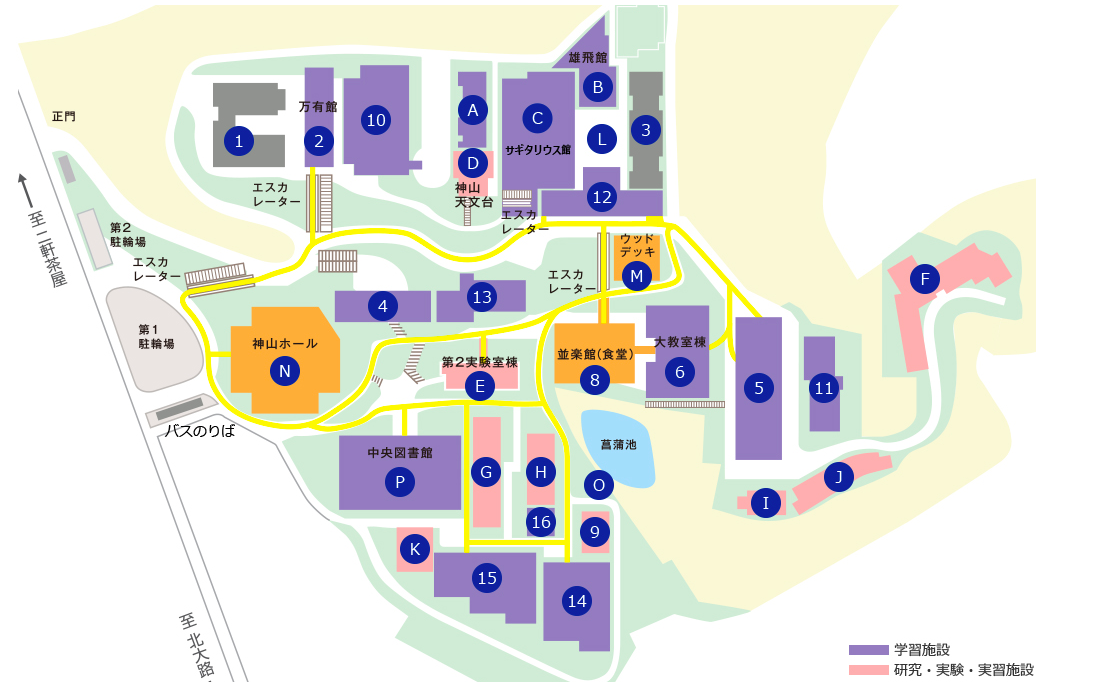 雄飛館
B
正門
万有館
1
2
10
A
C
サギタリウス館
L
3
D
神山
天文台
エスカ
レーター
12
エスカ
レーター
至 二軒茶屋
第2
駐輪場
エスカ
レーター
ウッド
デッキ
M
エスカ
レーター
F
4
13
第1
駐輪場
神山ホール
N
第2実験室棟
E
並楽館(食堂)
8
大教室棟
6
5
11
バスのりば
中央図書館
P
G
H
菖蒲池
O
J
I
16
9
K
15
14
至 北大路
学習施設
研究・実験・実習施設